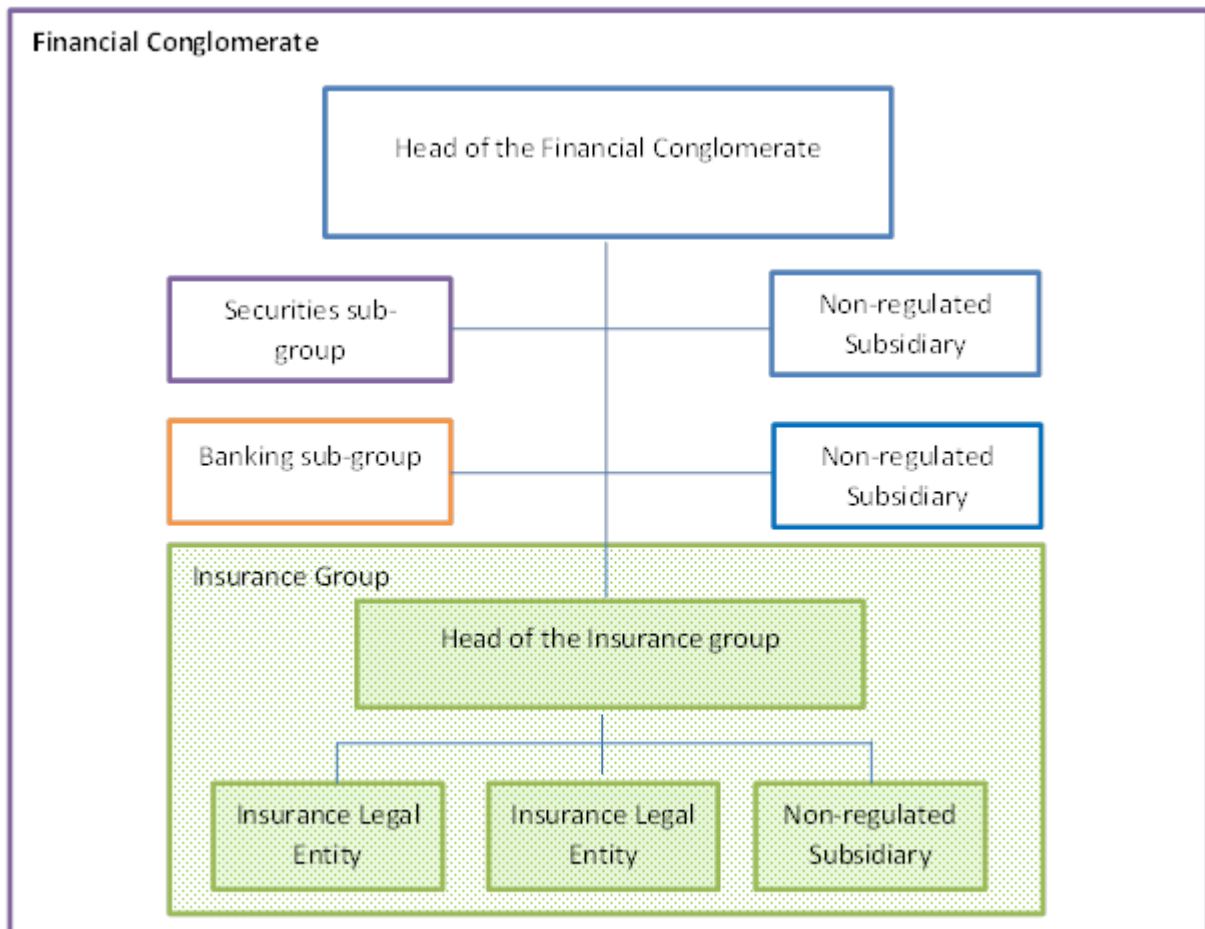 Financial Conglomerate
Head of the Financial Conglomerate
Securities sub-
group
Non-regulated
Subsidiary
Banking sub-group
Non-regulated
Subsidiary
Insurance Group
Head of the Insurance group
Insurance Legal
Entity
Insurance Legal
Entity
Non-regulated
Subsidiary